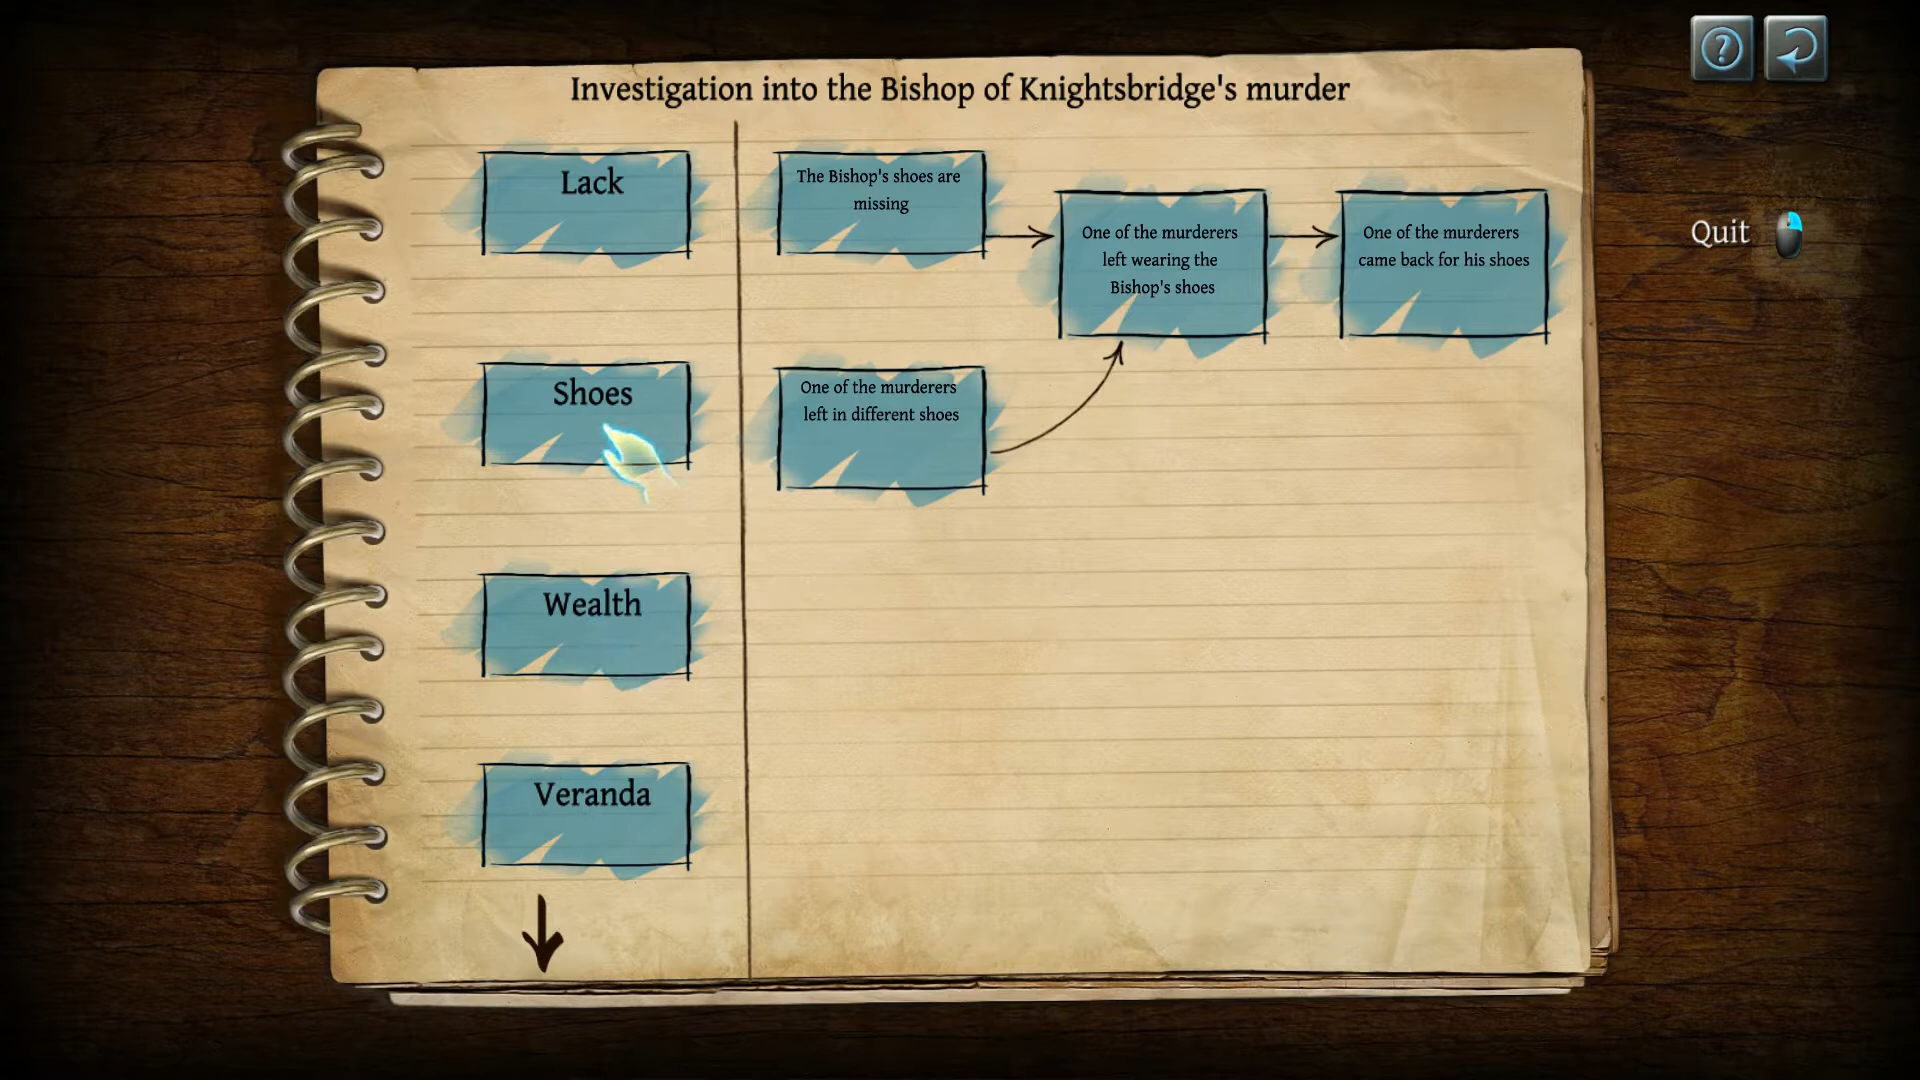 Investigation into the Bishop of Knightsbridge's murder
Lack
Shoes
Wealth
Veranda
The Bishop's shoes are
missing
One of the murderers
left in different shoes
One of the murderers
left wearing the
Bishop's shoes
One of the murderers
came back for his shoes
?
Quit